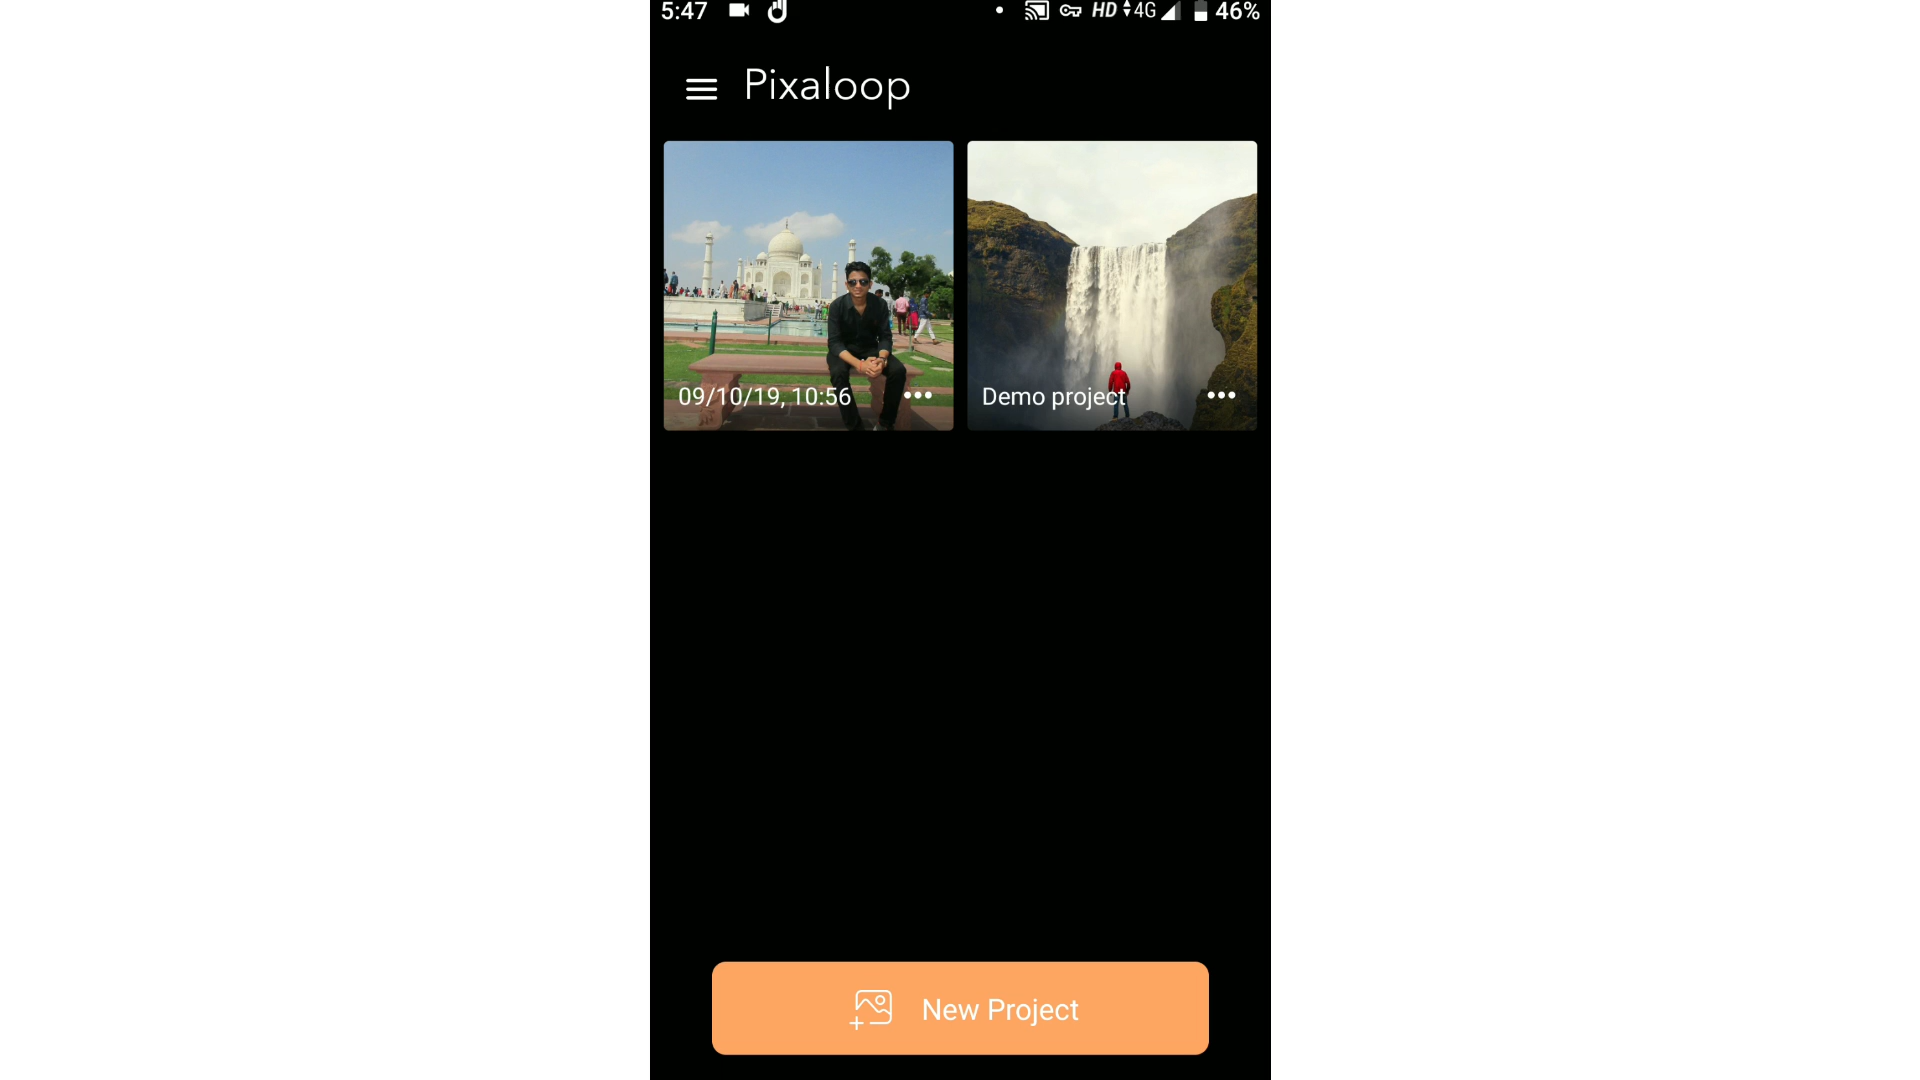 5:47 HD 4G 46%
Pixaloop
09/10/19, 10:56
Demo project
New Project